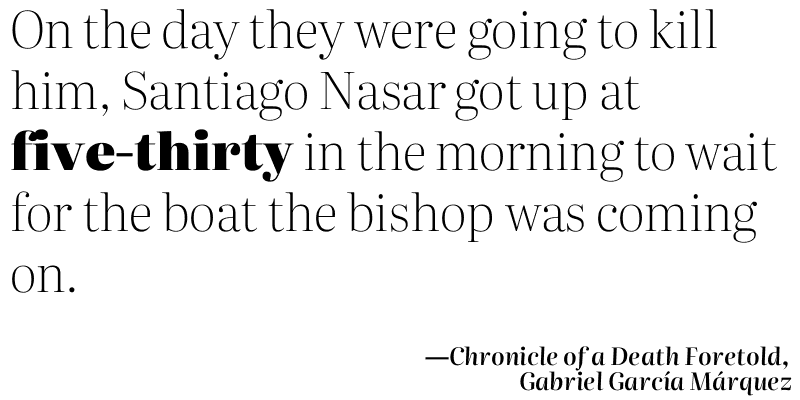 On the day they were going to kill
him, Santiago Nasar got up at
five-thirty in the morning to wait
for the boat the bishop was coming
on.
—Chronicle of a Death Foretold,
Gabriel García Márquez